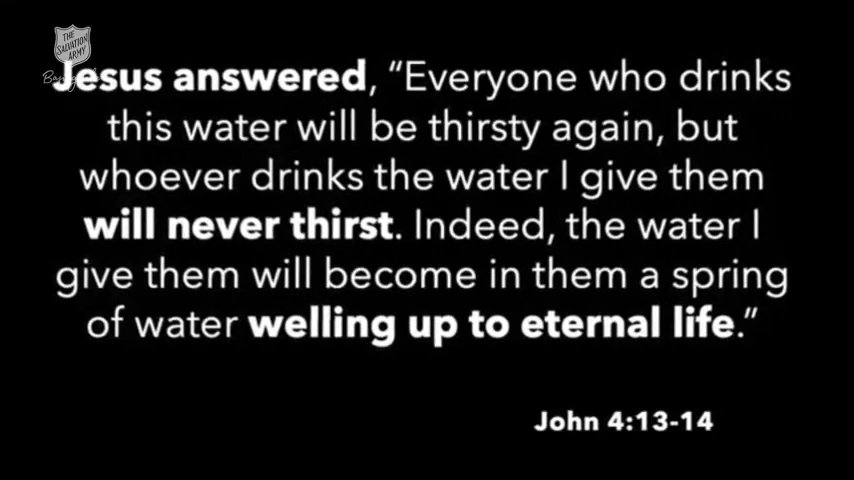 THE
SALVATION
ARMY
Jesus answered, “Everyone who drinks
this water will be thirsty again, but
whoever drinks the water I give them
will never thirst. Indeed, the water I
give them will become in them a spring
of water welling up to eternal life.”
John 4:13-14